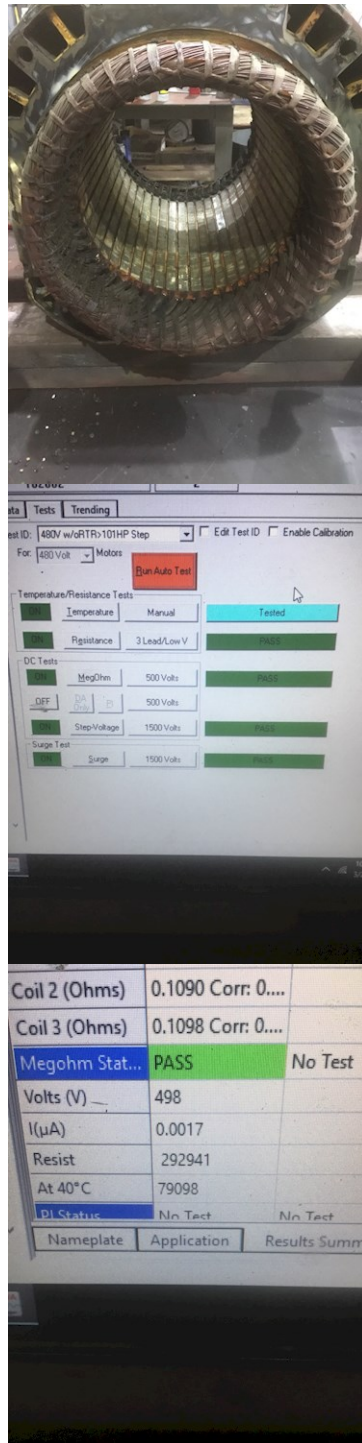 Tests Trending
est ID: 480V w/oRTR>101HP Step Edit Test ID Enable Calibration
For: 480 Volt Motors
Run Auto Test
Temperature/Resistance Tests
ON Temperature Manual Tested
ON Resistance 3 Lead/Low V PASS
DC Tests
ON MegOhm 500 Volts PASS
OFF DA Only PI 500 Volts
ON Step-Voltage 1500 Volts PASS
Surge Test
ON Surge 1500 Volts PASS
Coil 2 (Ohms) 0.1090 Corr: 0....
Coil 3 (Ohms) 0.1098 Corr: 0....
Megohm Stat... PASS No Test
Volts (V) 498
I(µA) 0.0017
Resist 292941
At 40°C 79098
PI Status No Test No Test
Nameplate Application Results Summ